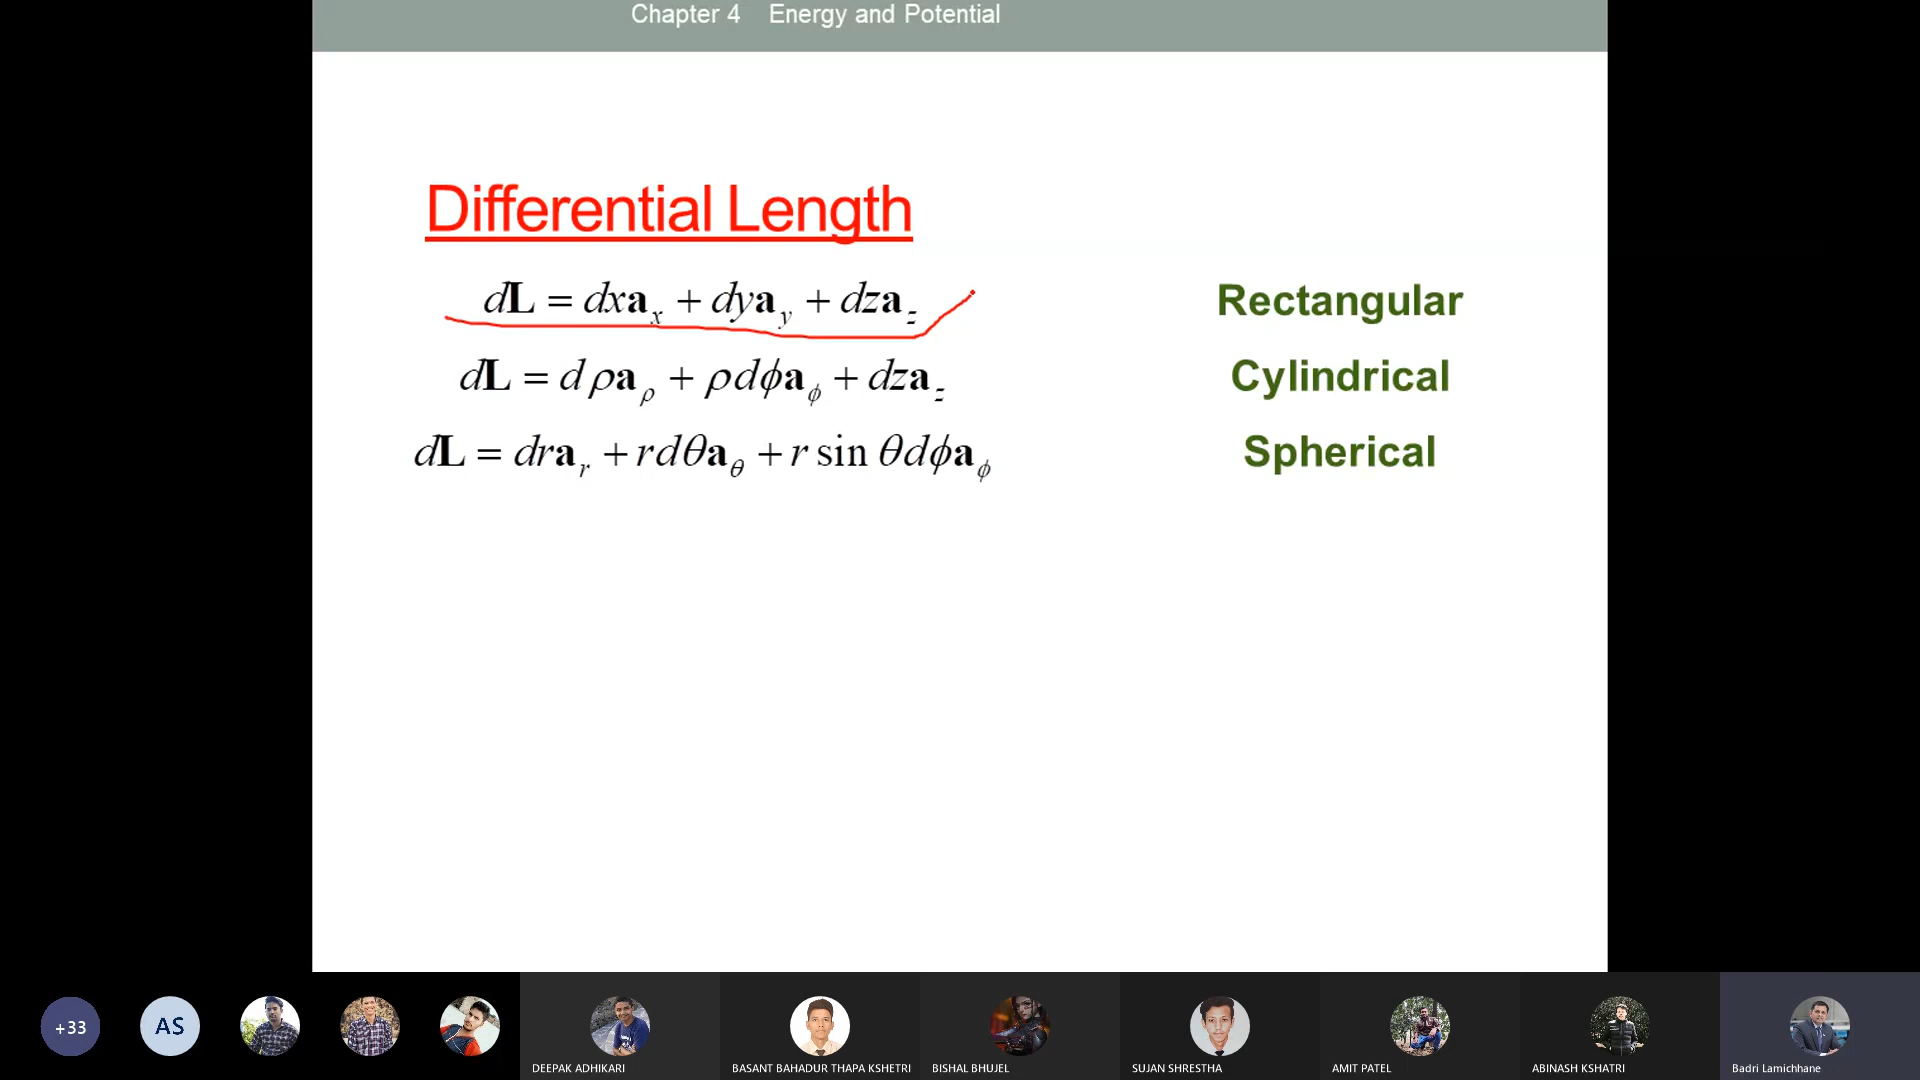 Chapter 4 Energy and Potential
Differential Length
dL = dxaₓ + dya_y + dza_z Rectangular
dL = dρa_ρ + ρdϕa_ϕ + dza_z Cylindrical
dL = dra_r + rdθa_θ + r sin θdϕa_ϕ Spherical
+33 AS
DEEPAK ADHIKARI BASANT BAHADUR THAPA KSHETRI BISHAL BHUJEL SUJAN SHRESTHA AMIT PATEL ABINASH KSHATRI Badri Lamichhane